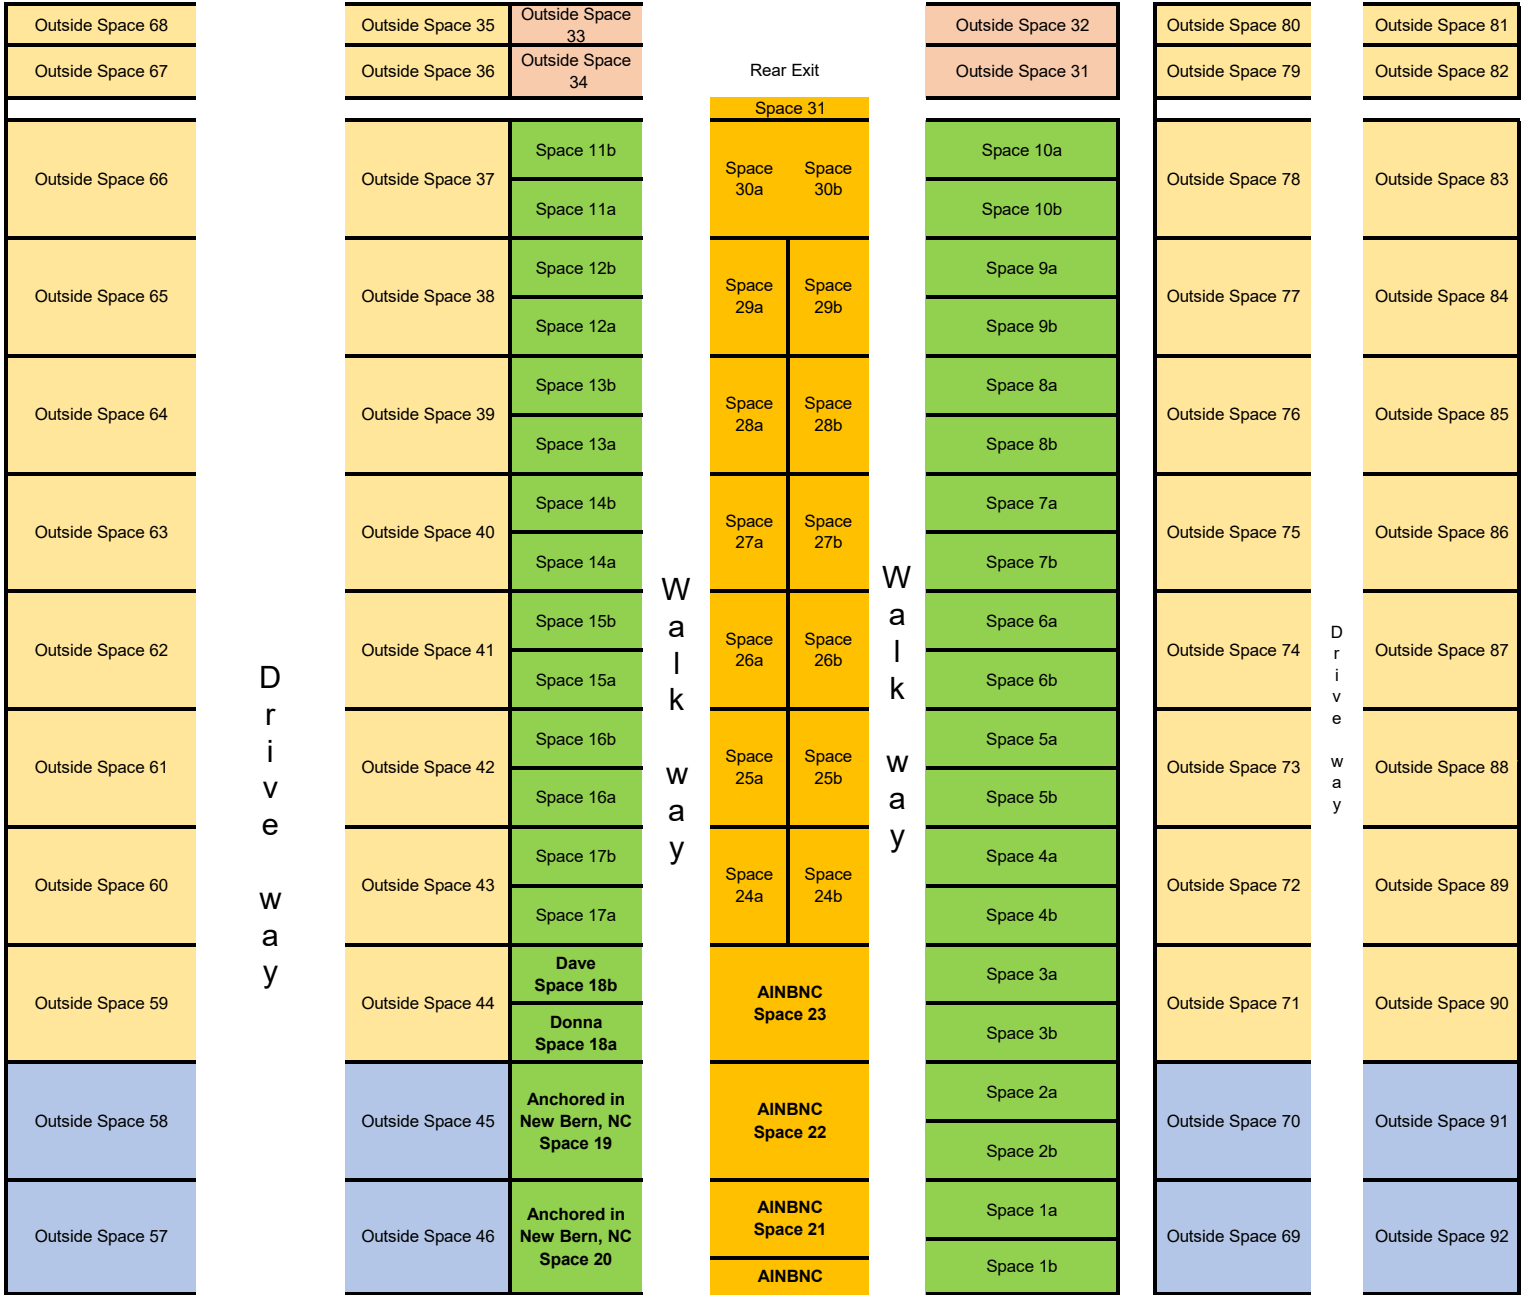 Outside Space 68
Outside Space 35
Outside Space
33
Outside Space 32
Outside Space 80
Outside Space 81
Outside Space 67
Outside Space 36
Outside Space
34
Rear Exit
Outside Space 31
Outside Space 79
Outside Space 82
Space 31
Outside Space 66
Outside Space 37
Space 11b
Space 11a
Space
30a
Space
30b
Space 10a
Space 10b
Outside Space 78
Outside Space 83
Outside Space 65
Outside Space 38
Space 12b
Space 12a
Space
29a
Space
29b
Space 9a
Space 9b
Outside Space 77
Outside Space 84
Outside Space 64
Outside Space 39
Space 13b
Space 13a
Space
28a
Space
28b
Space 8a
Space 8b
Outside Space 76
Outside Space 85
Outside Space 63
Outside Space 40
Space 14b
Space 14a
Space
27a
Space
27b
Space 7a
Space 7b
Outside Space 75
Outside Space 86
Outside Space 62
Drive way
Outside Space 41
Space 15b
Space 15a
Walk way
Space
26a
Space
26b
Walk way
Space 6a
Space 6b
Outside Space 74
Drive way
Outside Space 87
Outside Space 61
Outside Space 42
Space 16b
Space 16a
Space
25a
Space
25b
Space 5a
Space 5b
Outside Space 73
Outside Space 88
Outside Space 60
Outside Space 43
Space 17b
Space 17a
Space
24a
Space
24b
Space 4a
Space 4b
Outside Space 72
Outside Space 89
Outside Space 59
Outside Space 44
Dave
Space 18b
Donna
Space 18a
AINBNC
Space 23
Space 3a
Space 3b
Outside Space 71
Outside Space 90
Outside Space 58
Outside Space 45
Anchored in
New Bern, NC
Space 19
AINBNC
Space 22
Space 2a
Space 2b
Outside Space 70
Outside Space 91
Outside Space 57
Outside Space 46
Anchored in
New Bern, NC
Space 20
AINBNC
Space 21
AINBNC
Space 1a
Space 1b
Outside Space 69
Outside Space 92